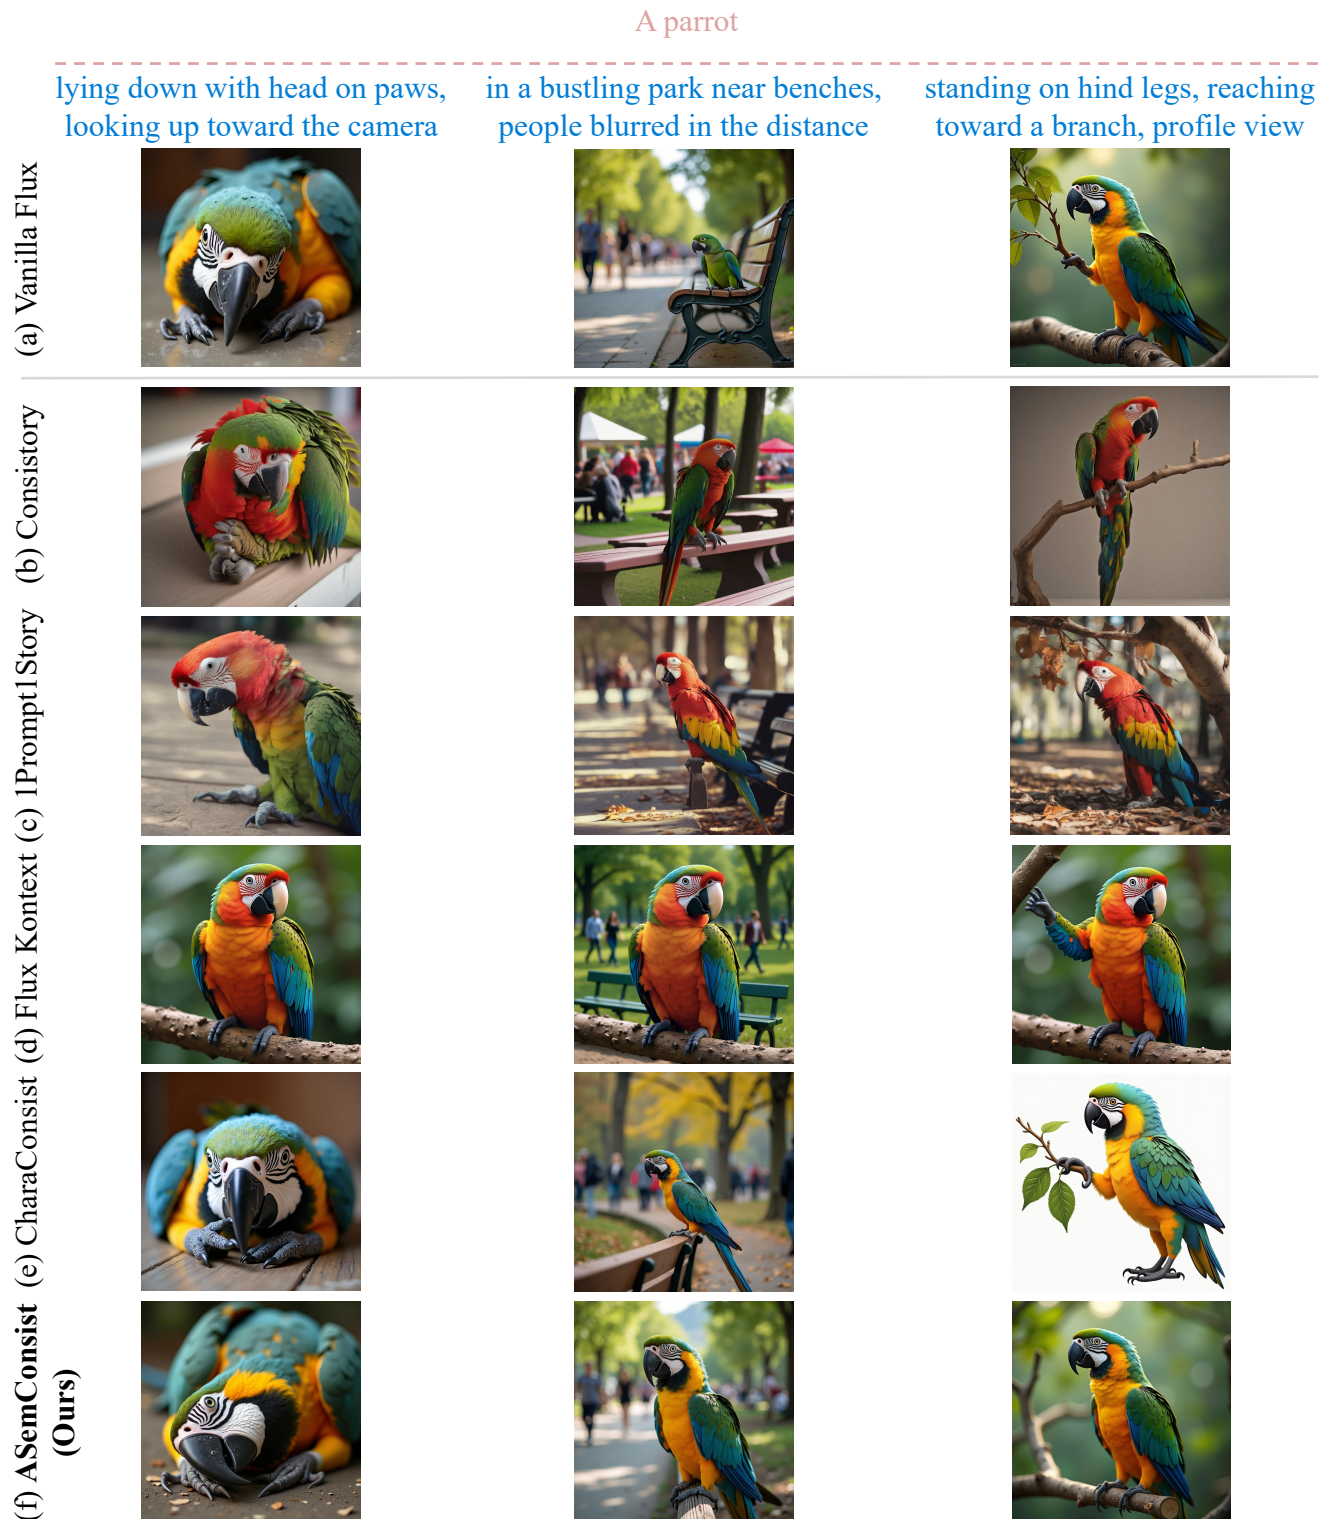 A parrot
lying down with head on paws,
looking up toward the camera
in a bustling park near benches,
people blurred in the distance
standing on hind legs, reaching
toward a branch, profile view
(a) Vanilla Flux
(b) Consistory
(c) 1Prompt1Story
(d) Flux Kontext
(e) CharaConsist
(f) ASemConsist
(Ours)